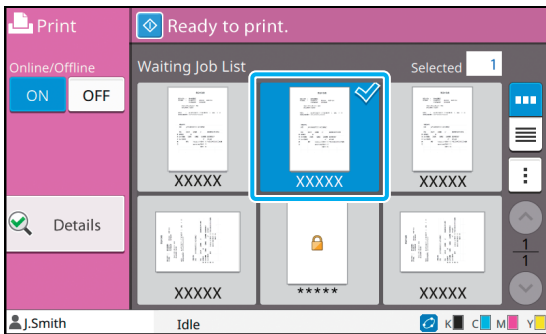 Print
Ready to print.
Online/Offline
ON OFF
Waiting Job List
Selected 1
XXXXX XXXXX XXXXX
Details
1
1
XXXXX ***** XXXXX
J.Smith
Idle
K C M Y